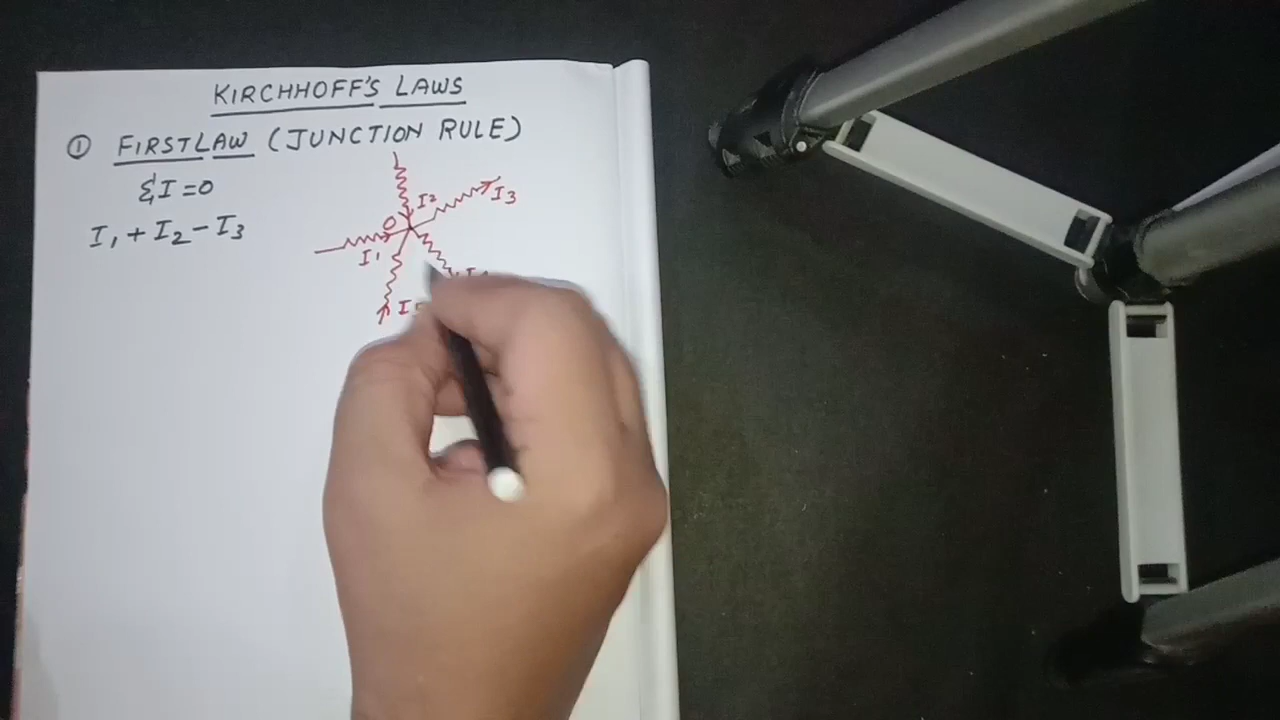 KIRCHHOFF'S LAWS
① FIRST LAW (JUNCTION RULE)
ΣI = 0
I₁ + I₂ - I₃
I2
I3
O
I1